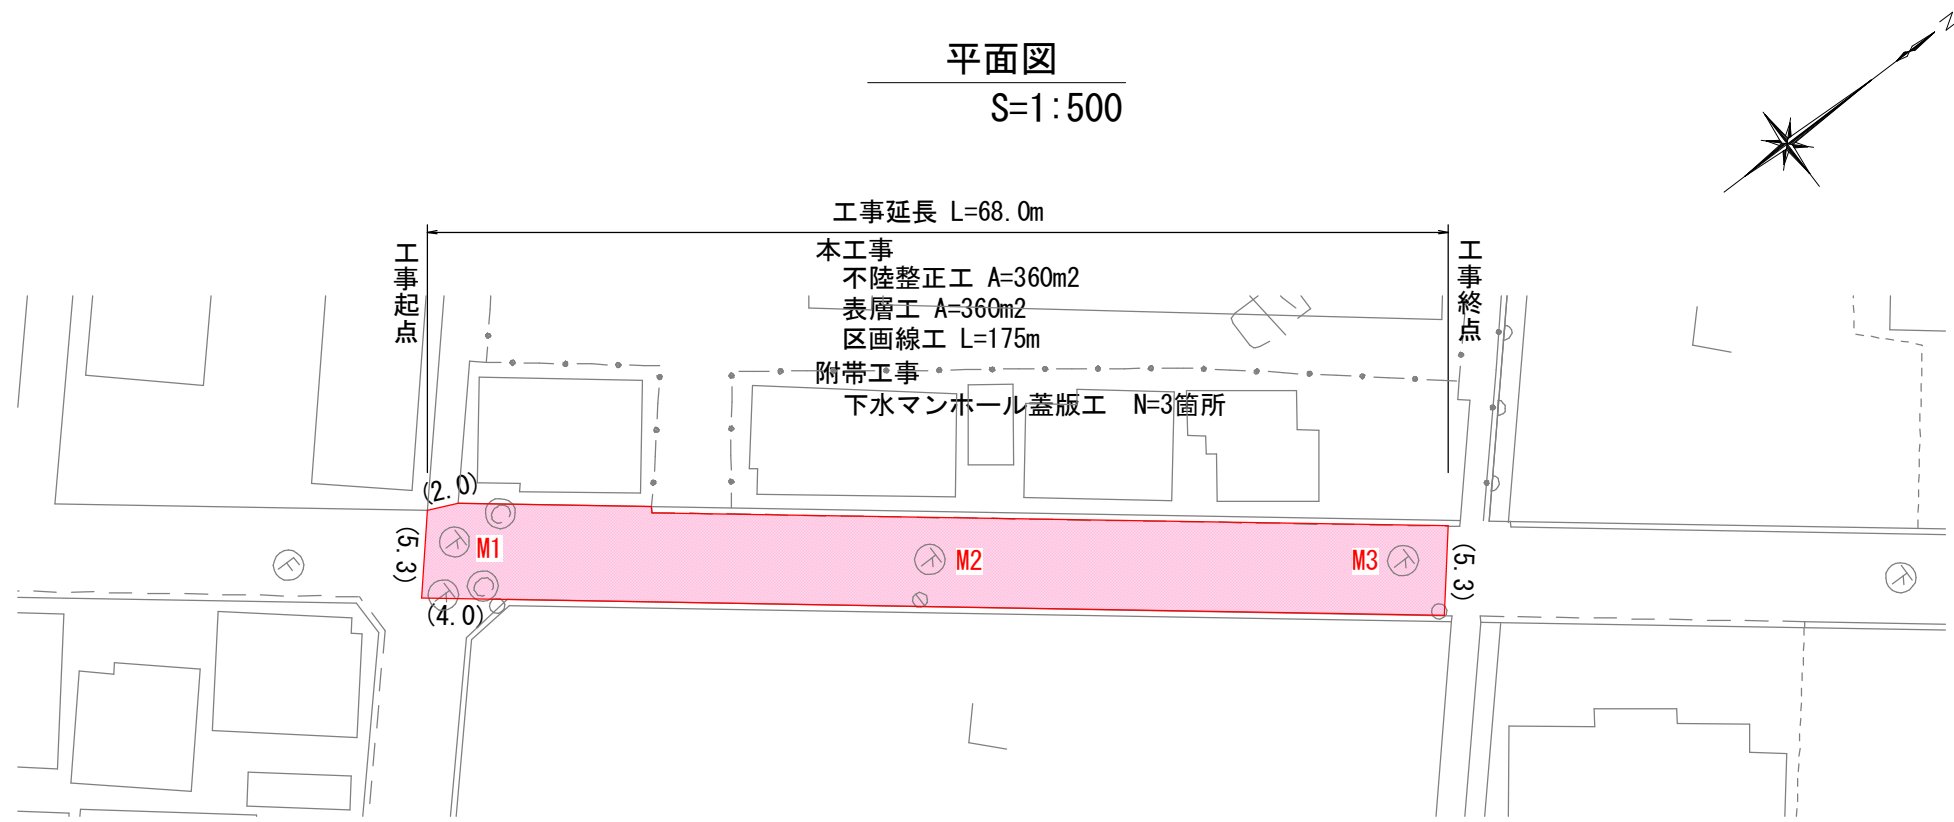 平面図
S=1:500
N
工事延長 L=68.0m
工事起点
本工事
不陸整正工 A=360m2
表層工 A=360m2
区画線工 L=175m
附帯工事
下水マンホール蓋版工 N=3箇所
工事終点
(2.0)
(5.3)
M1
M2
M3
(5.3)
(4.0)